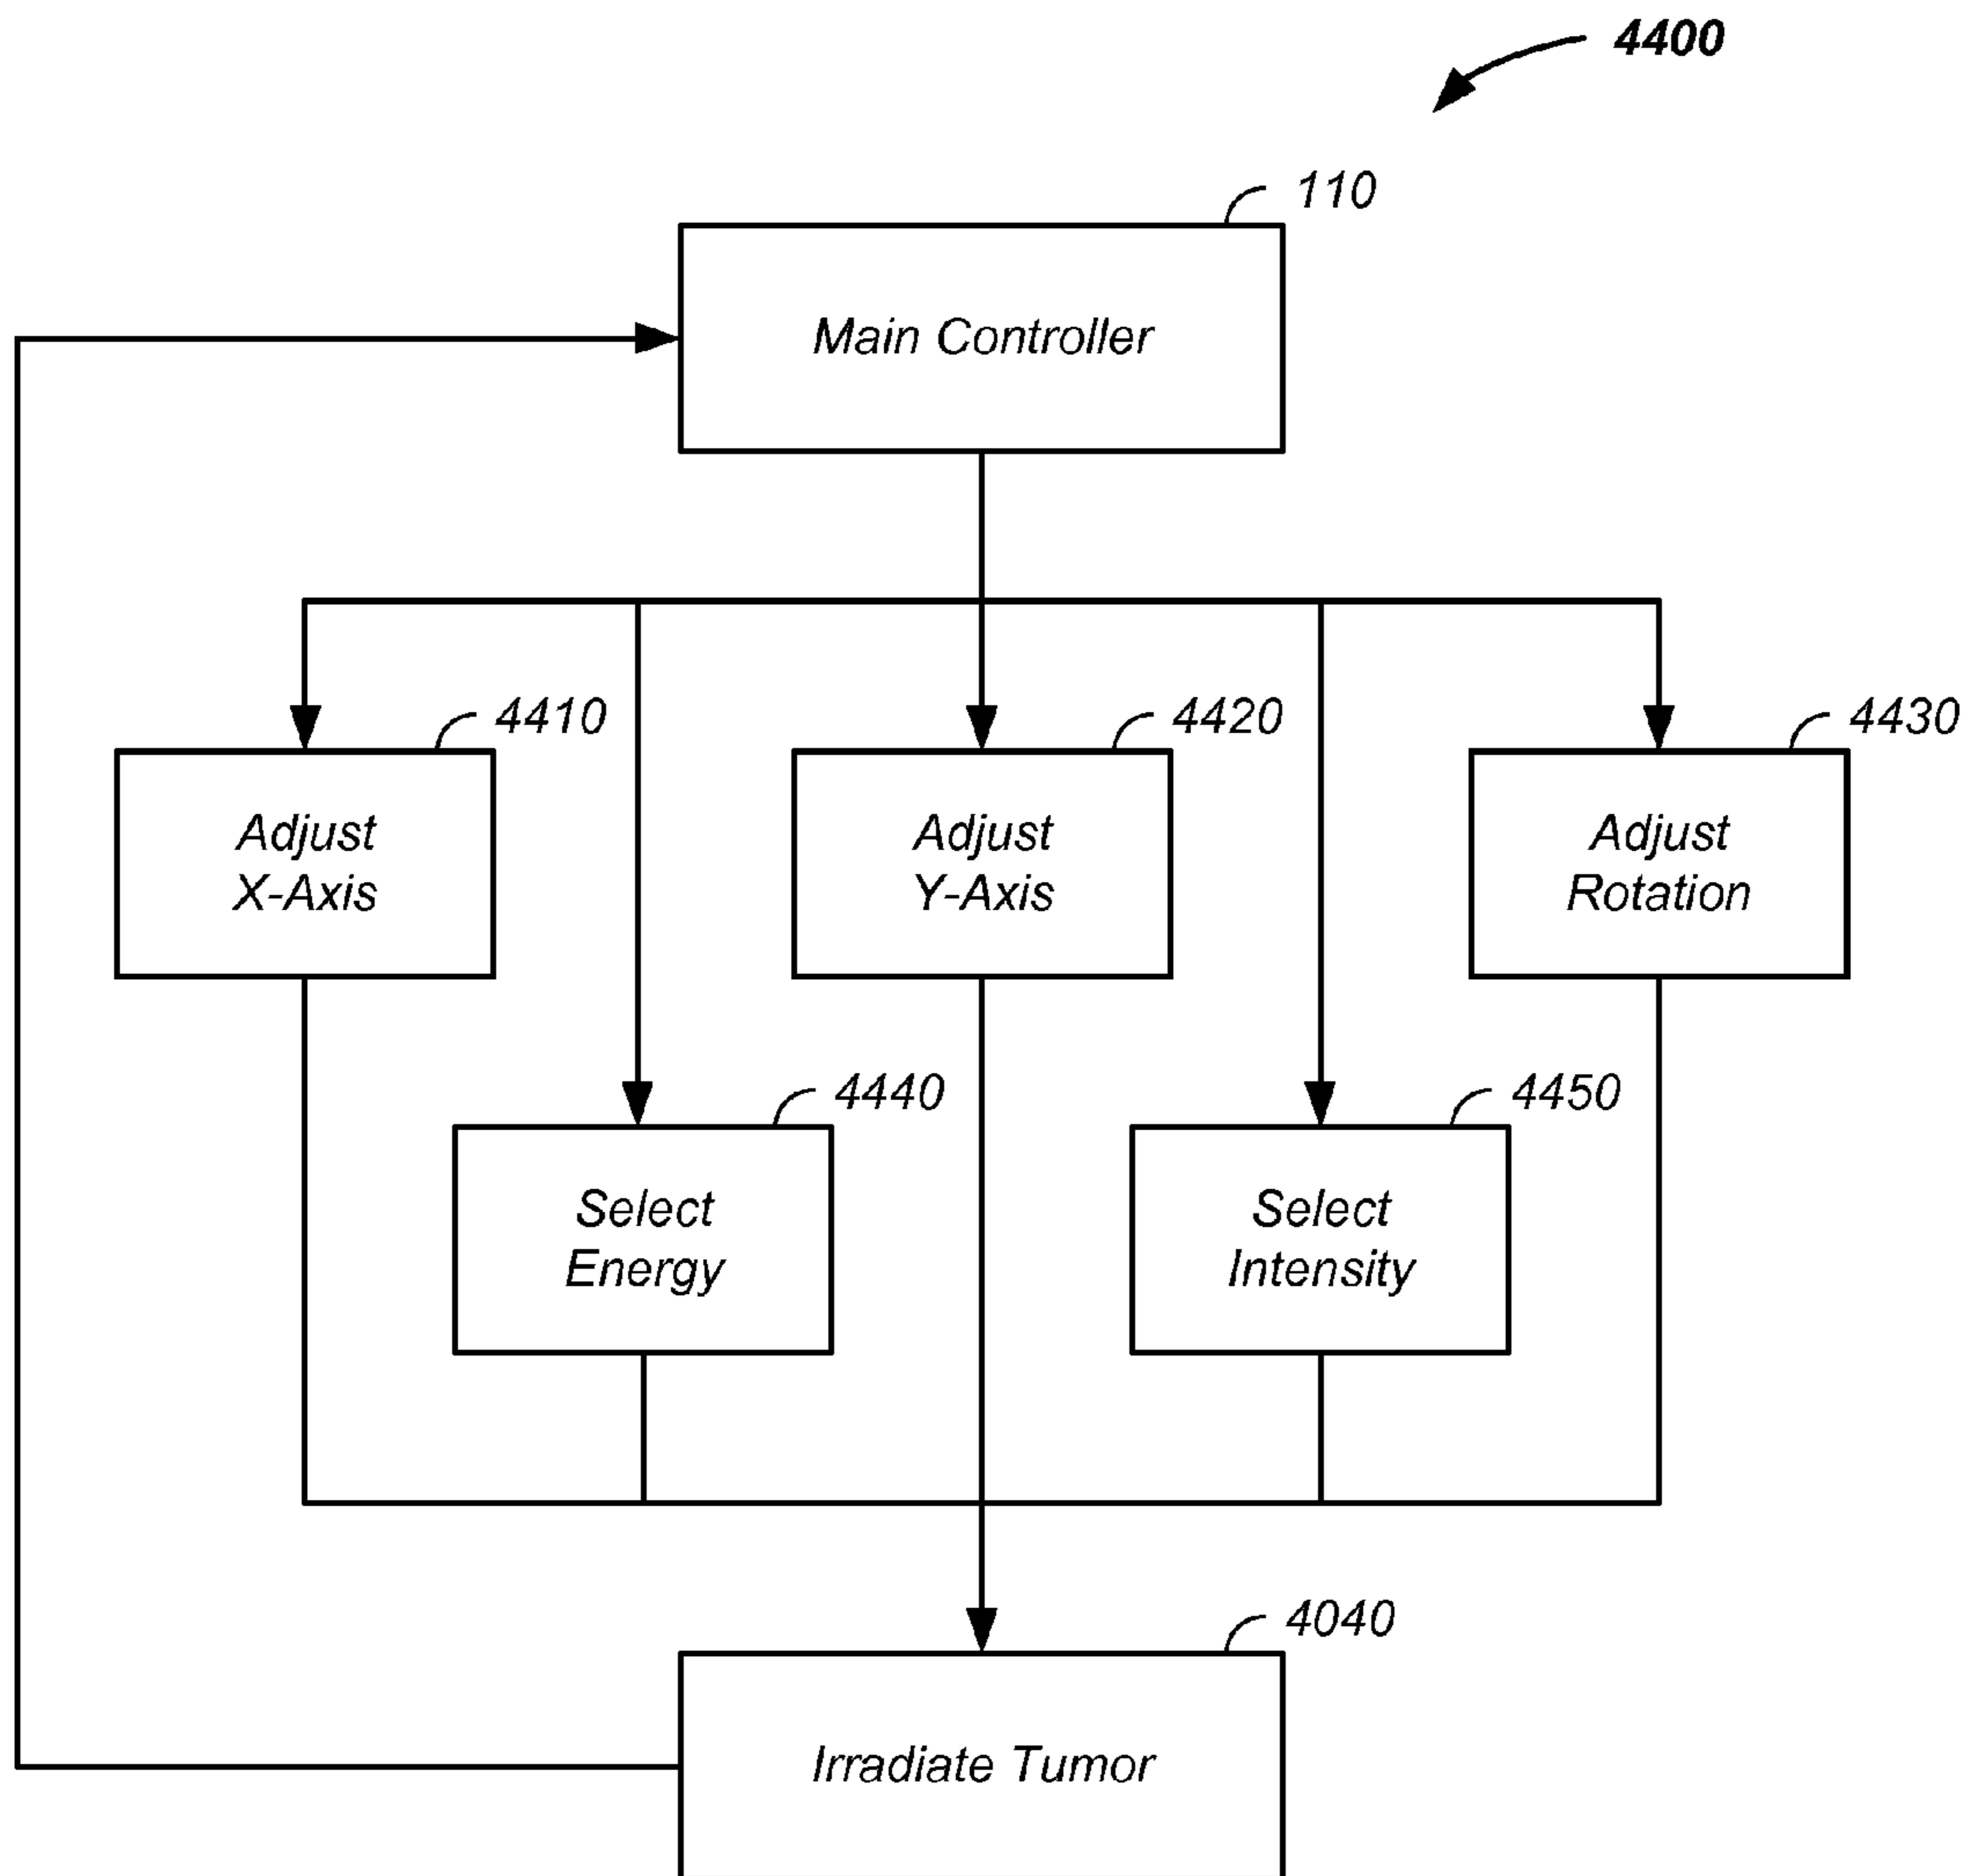 4400
110
Main Controller
4410
4420
4430
Adjust
X-Axis
Adjust
Y-Axis
Adjust
Rotation
4440
4450
Select
Energy
Select
Intensity
4040
Irradiate Tumor